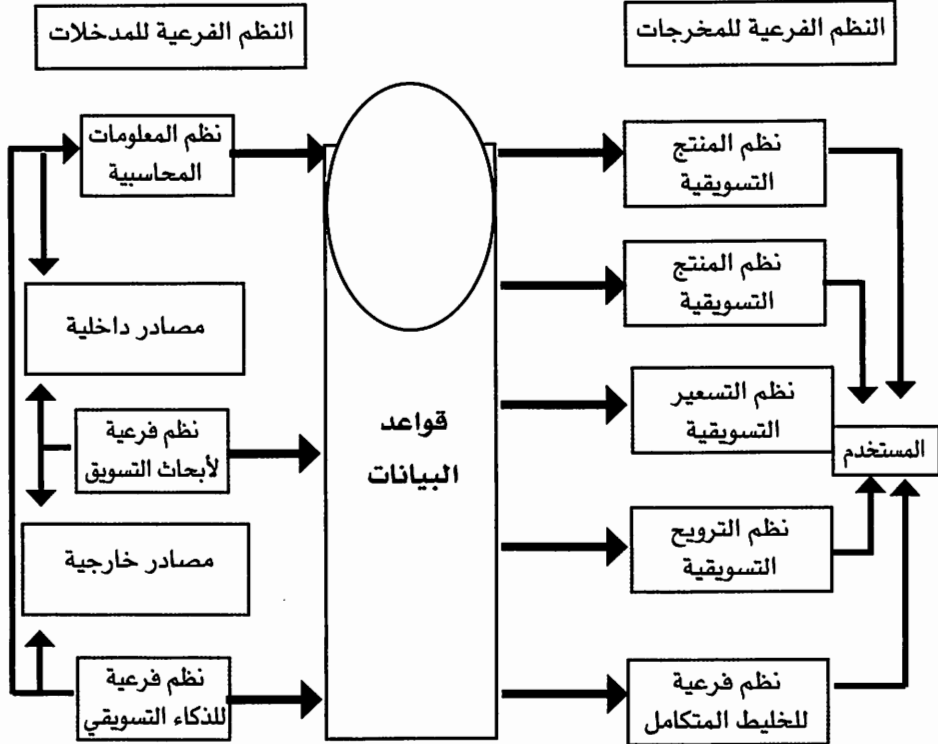 النظم الفرعية للمخرجات
النظم الفرعية للمدخلات
نظم المنتج
التسويقية
نظم المنتج
التسويقية
نظم التسعير
التسويقية
المستخدم
نظم الترويح
التسويقية
نظم فرعية
للخليط المتكامل
قواعد
البيانات
نظم المعلومات
المحاسبية
مصادر داخلية
نظم فرعية
لأبحاث التسويق
مصادر خارجية
نظم فرعية
للذكاء التسويقي